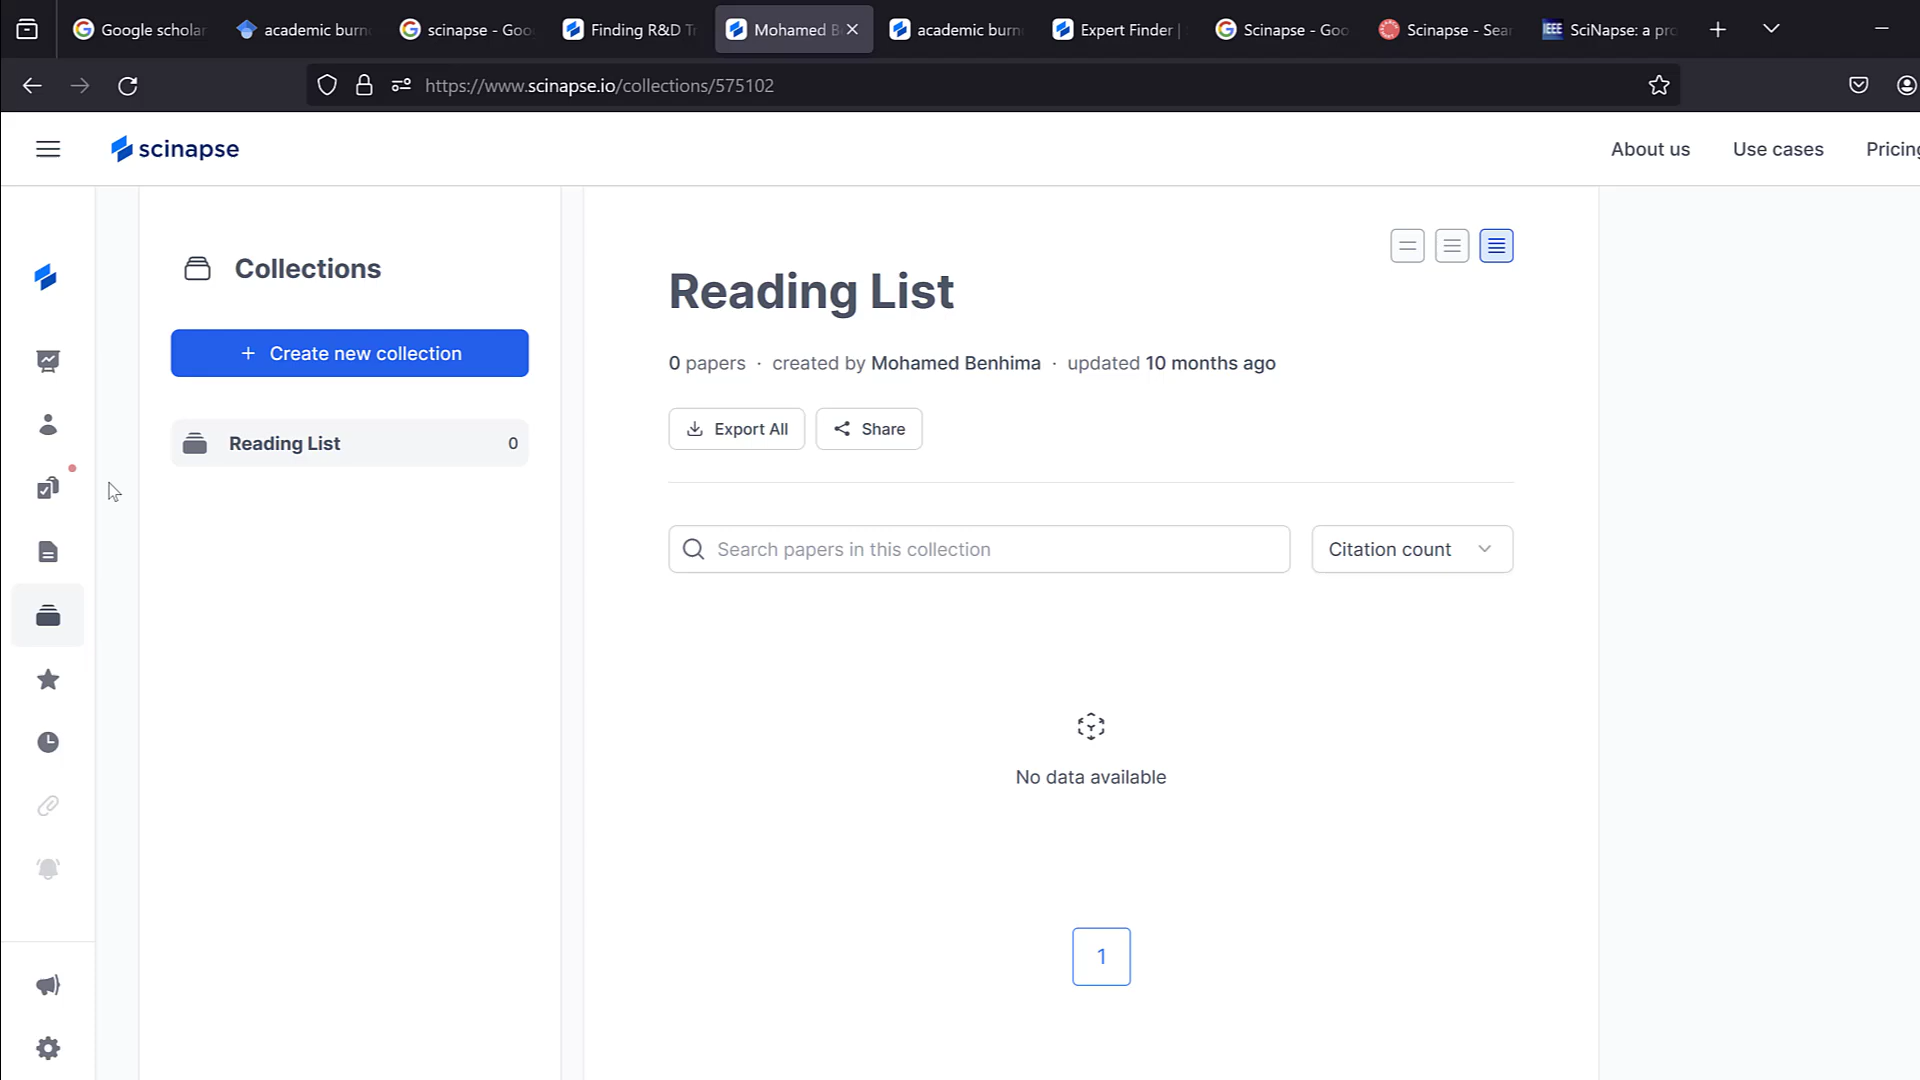 Google schola
academic burn
scinapse - Goo
Finding R&D T
Mohamed B
academic burn
Expert Finder |
Scinapse - Goo
Scinapse - Sea
SciNapse: a pro
https://www.scinapse.io/collections/575102
scinapse
About us
Use cases
Pricing
Collections
+ Create new collection
Reading List 0
Reading List
0 papers · created by Mohamed Benhima · updated 10 months ago
Export All
Share
Search papers in this collection
Citation count
No data available
1